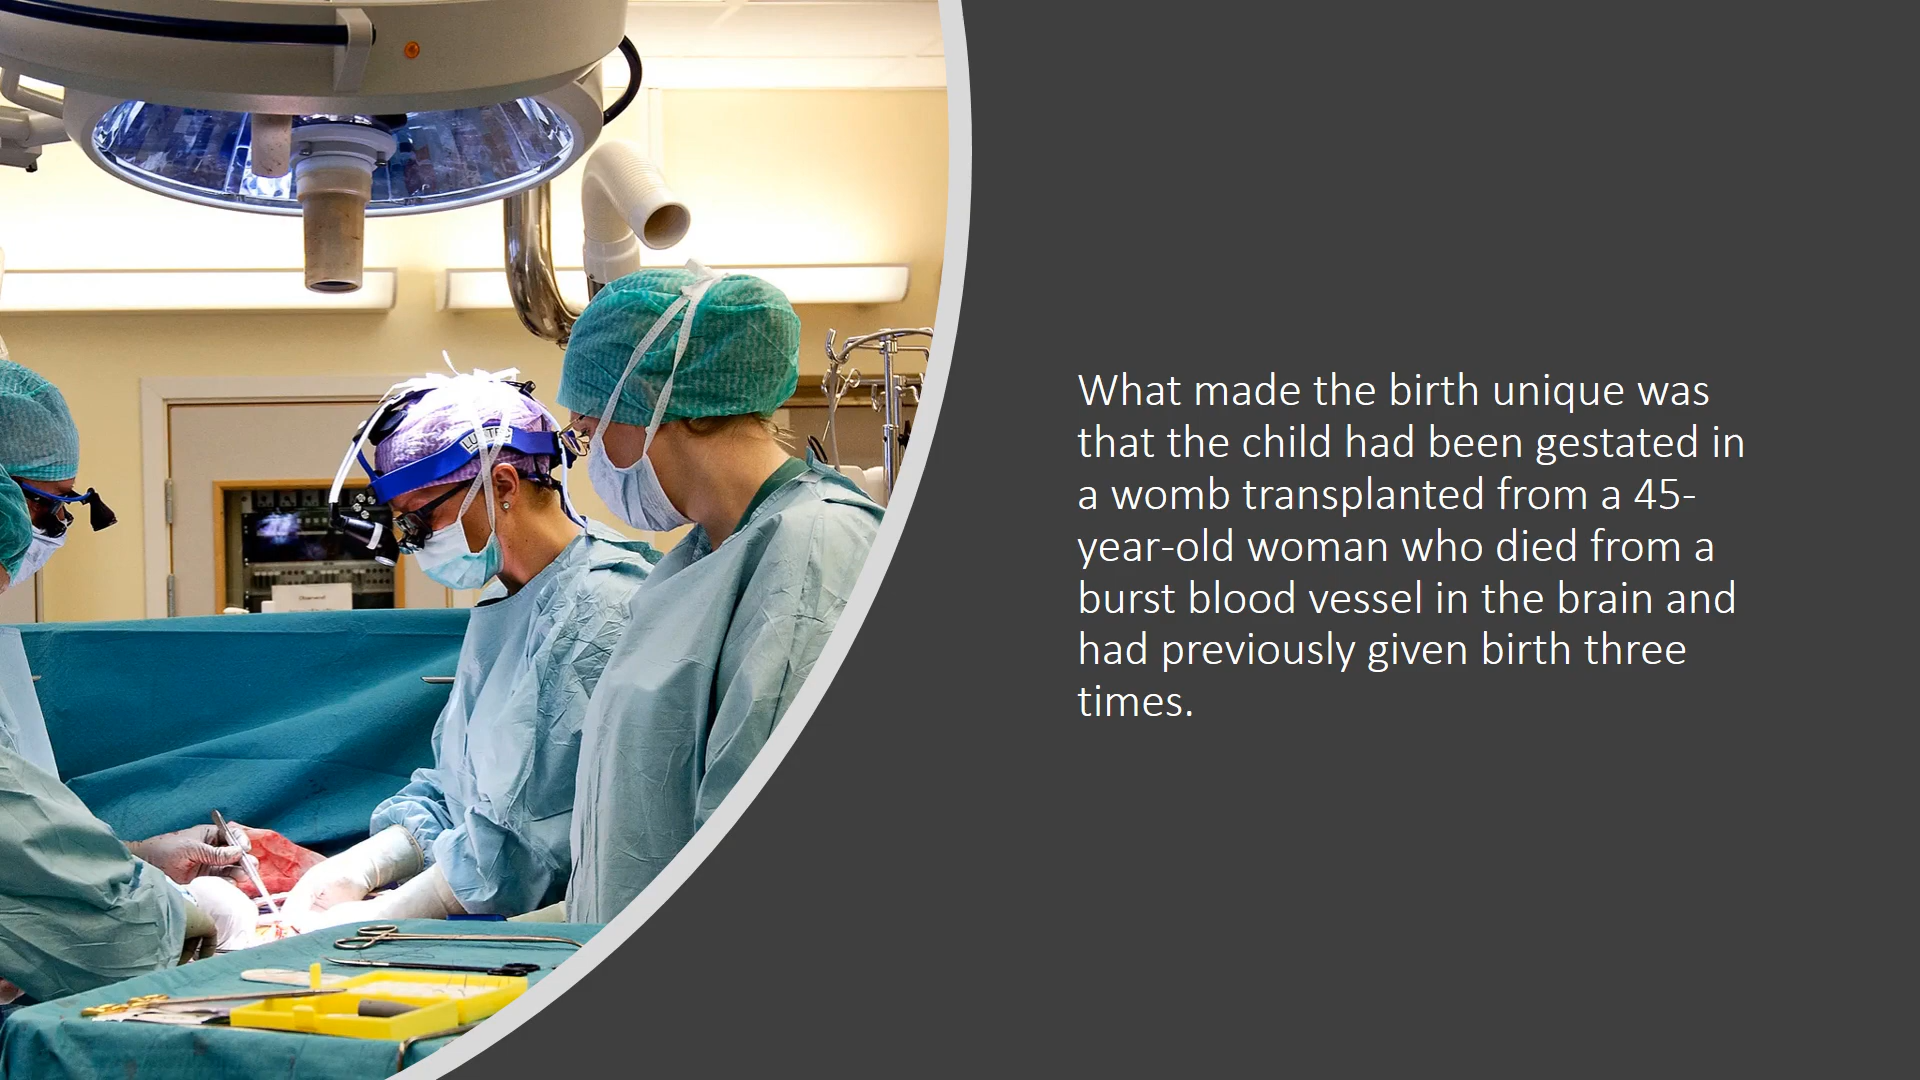 What made the birth unique was
that the child had been gestated in
a womb transplanted from a 45-
year-old woman who died from a
burst blood vessel in the brain and
had previously given birth three
times.